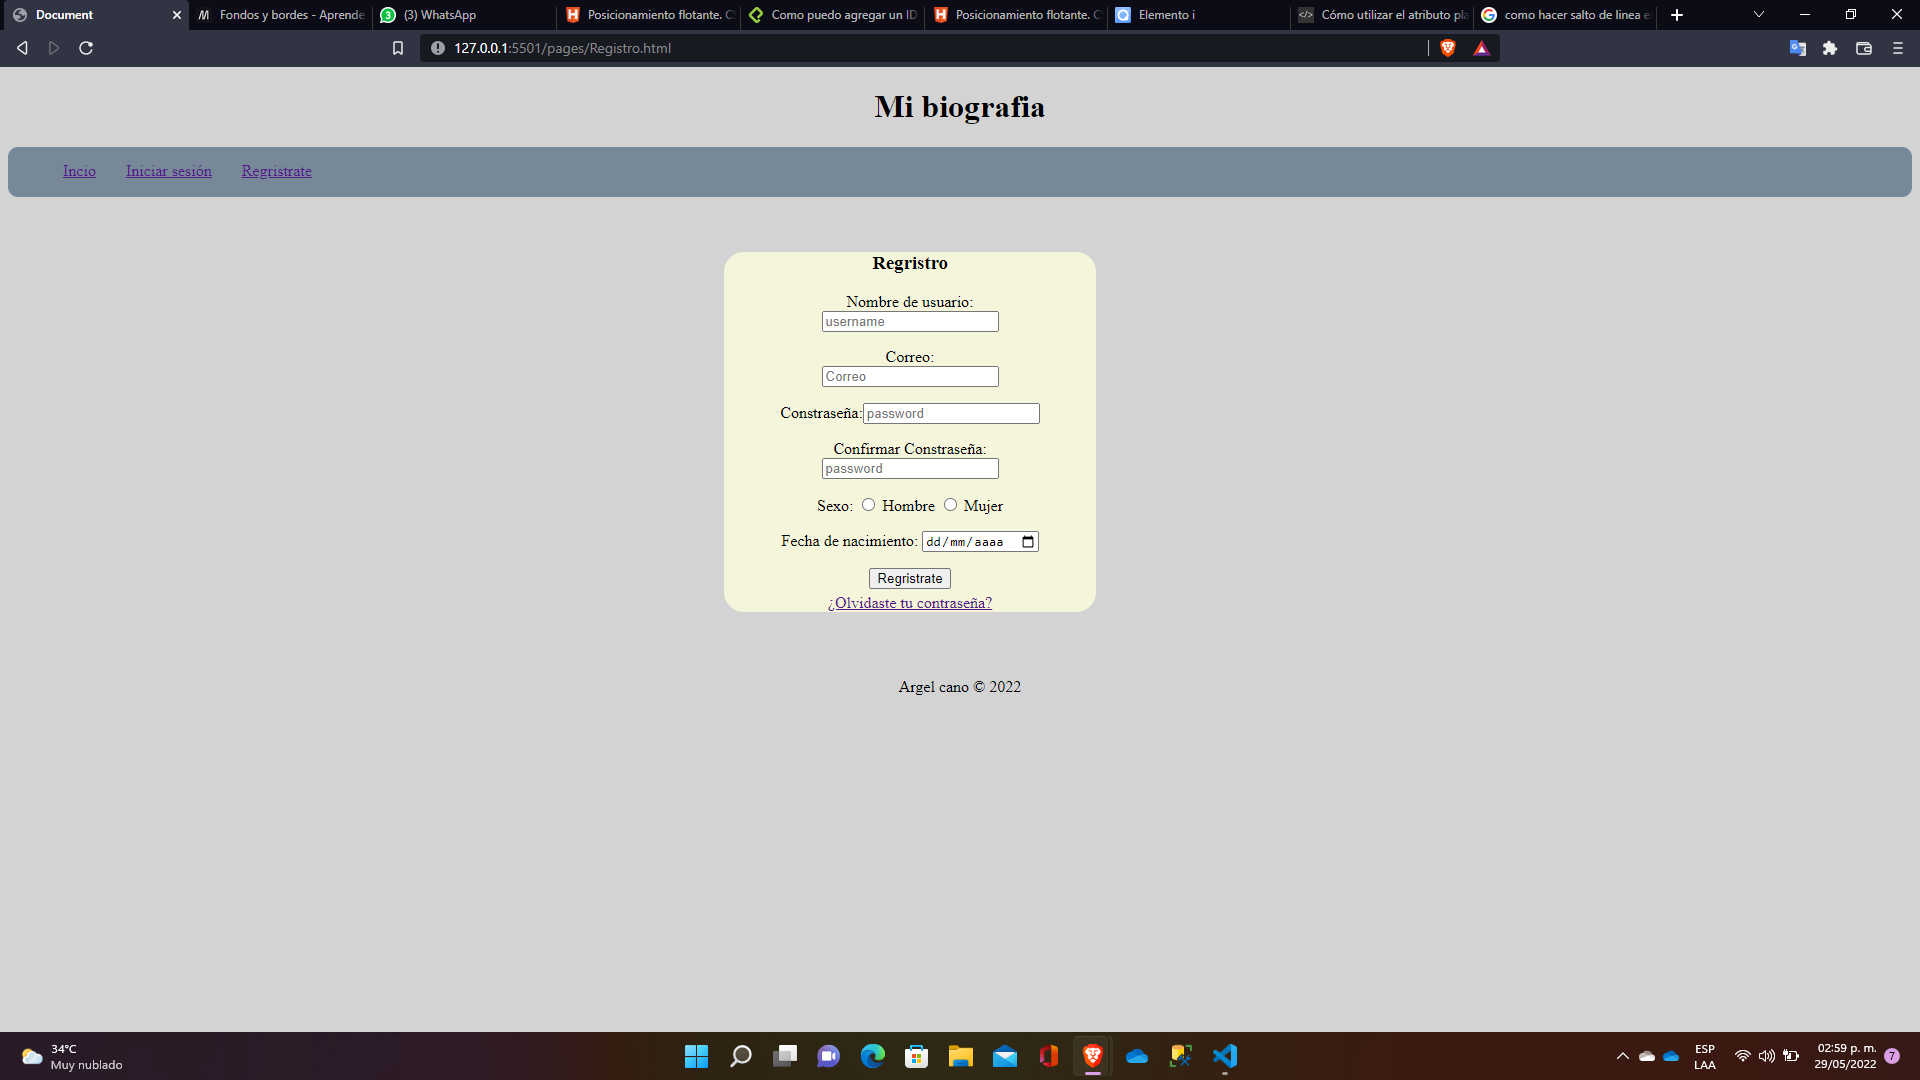 Document
Fondos y bordes - Aprende
(3) WhatsApp
Posicionamiento flotante. C
Como puedo agregar un ID
Posicionamiento flotante. C
Elemento i
Cómo utilizar el atributo pla
como hacer salto de linea e
127.0.0.1:5501/pages/Registro.html
Mi biografia
Incio
Iniciar sesión
Regristrate
Regristro
Nombre de usuario:
username
Correo:
Correo
Constraseña: password
Confirmar Constraseña:
password
Sexo: Hombre Mujer
Fecha de nacimiento: dd/mm/aaaa
Regristrate
¿Olvidaste tu contraseña?
Argel cano © 2022
34°C
Muy nublado
ESP
LAA
02:59 p. m.
29/05/2022
7